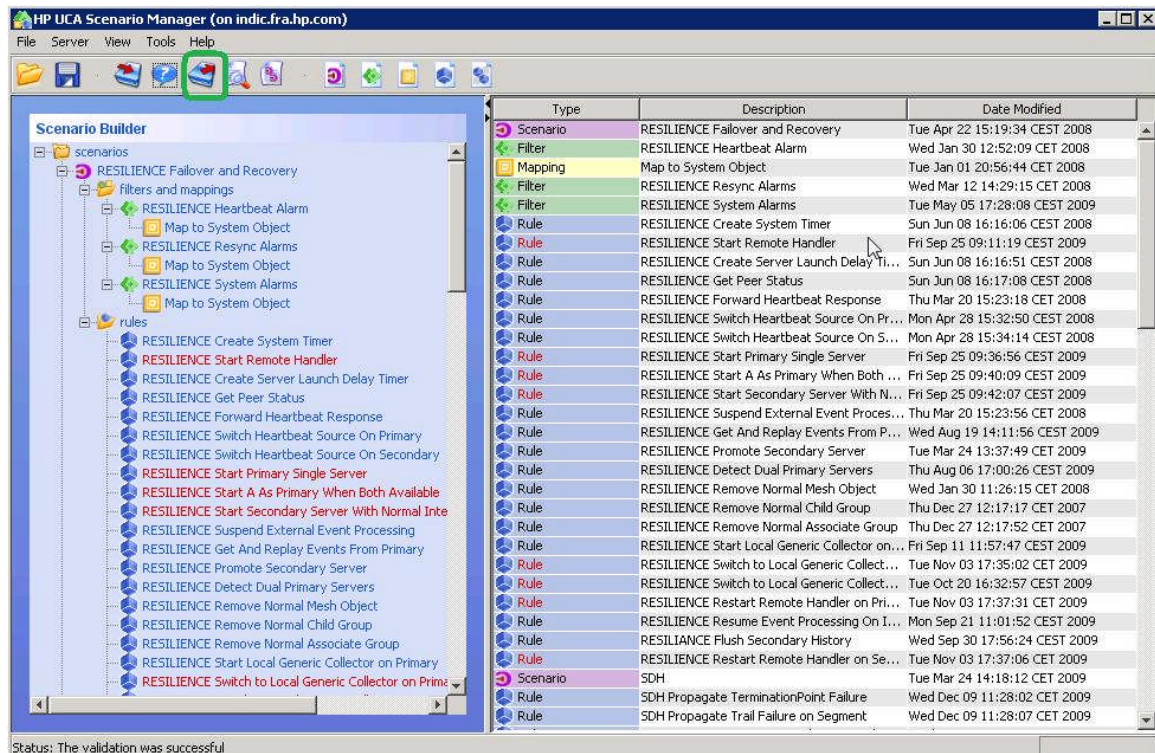 HP UCA Scenario Manager (on indic.fra.hp.com)
File Server View Tools Help
Scenario Builder
scenarios
RESILIENCE Failover and Recovery
filters and mappings
RESILIENCE Heartbeat Alarm
Map to System Object
RESILIENCE Resync Alarms
Map to System Object
RESILIENCE System Alarms
Map to System Object
rules
RESILIENCE Create System Timer
RESILIENCE Start Remote Handler
RESILIENCE Create Server Launch Delay Timer
RESILIENCE Get Peer Status
RESILIENCE Forward Heartbeat Response
RESILIENCE Switch Heartbeat Source On Primary
RESILIENCE Switch Heartbeat Source On Secondary
RESILIENCE Start Primary Single Server
RESILIENCE Start A As Primary When Both Available
RESILIENCE Start Secondary Server With Normal Inte
RESILIENCE Suspend External Event Processing
RESILIENCE Get And Replay Events From Primary
RESILIENCE Promote Secondary Server
RESILIENCE Detect Dual Primary Servers
RESILIENCE Remove Normal Mesh Object
RESILIENCE Remove Normal Child Group
RESILIENCE Remove Normal Associate Group
RESILIENCE Start Local Generic Collector on Primary
RESILIENCE Switch to Local Generic Collector on Prima
Type Description Date Modified
Scenario RESILIENCE Failover and Recovery Tue Apr 22 15:19:34 CEST 2008
Filter RESILIENCE Heartbeat Alarm Wed Jan 30 12:52:09 CET 2008
Mapping Map to System Object Tue Jan 01 20:56:44 CET 2008
Filter RESILIENCE Resync Alarms Wed Mar 12 14:29:15 CET 2008
Filter RESILIENCE System Alarms Tue May 05 17:28:08 CEST 2009
Rule RESILIENCE Create System Timer Sun Jun 08 16:16:06 CEST 2008
Rule RESILIENCE Start Remote Handler Fri Sep 25 09:11:19 CEST 2009
Rule RESILIENCE Create Server Launch Delay Ti... Sun Jun 08 16:16:51 CEST 2008
Rule RESILIENCE Get Peer Status Sun Jun 08 16:17:08 CEST 2008
Rule RESILIENCE Forward Heartbeat Response Thu Mar 20 15:23:18 CET 2008
Rule RESILIENCE Switch Heartbeat Source On Pr... Mon Apr 28 15:32:50 CEST 2008
Rule RESILIENCE Switch Heartbeat Source On S... Mon Apr 28 15:34:14 CEST 2008
Rule RESILIENCE Start Primary Single Server Fri Sep 25 09:36:56 CEST 2009
Rule RESILIENCE Start A As Primary When Both ... Fri Sep 25 09:40:09 CEST 2009
Rule RESILIENCE Start Secondary Server With N... Fri Sep 25 09:42:07 CEST 2009
Rule RESILIENCE Suspend External Event Proces... Thu Mar 20 15:23:56 CET 2008
Rule RESILIENCE Get And Replay Events From P... Wed Aug 19 14:11:56 CEST 2009
Rule RESILIENCE Promote Secondary Server Tue Mar 24 13:37:49 CET 2009
Rule RESILIENCE Detect Dual Primary Servers Thu Aug 06 17:00:26 CEST 2009
Rule RESILIENCE Remove Normal Mesh Object Wed Jan 30 11:26:15 CET 2008
Rule RESILIENCE Remove Normal Child Group Thu Dec 27 12:17:17 CET 2007
Rule RESILIENCE Remove Normal Associate Group Thu Dec 27 12:17:52 CET 2007
Rule RESILIENCE Start Local Generic Collector on... Fri Sep 11 11:57:47 CEST 2009
Rule RESILIENCE Switch to Local Generic Collect... Tue Nov 03 17:35:02 CET 2009
Rule RESILIENCE Switch to Local Generic Collect... Tue Oct 20 16:32:57 CEST 2009
Rule RESILIENCE Restart Remote Handler on Pri... Tue Nov 03 17:37:31 CET 2009
Rule RESILIENCE Resume Event Processing On I... Mon Sep 21 11:01:52 CEST 2009
Rule RESILIANCE Flush Secondary History Wed Sep 30 17:56:24 CEST 2009
Rule RESILIENCE Restart Remote Handler on Se... Tue Nov 03 17:37:06 CET 2009
Scenario SDH Tue Mar 24 14:18:12 CET 2009
Rule SDH Propagate TerminationPoint Failure Wed Dec 09 11:28:02 CET 2009
Rule SDH Propagate Trail Failure on Segment Wed Dec 09 11:28:07 CET 2009
Status: The validation was successful